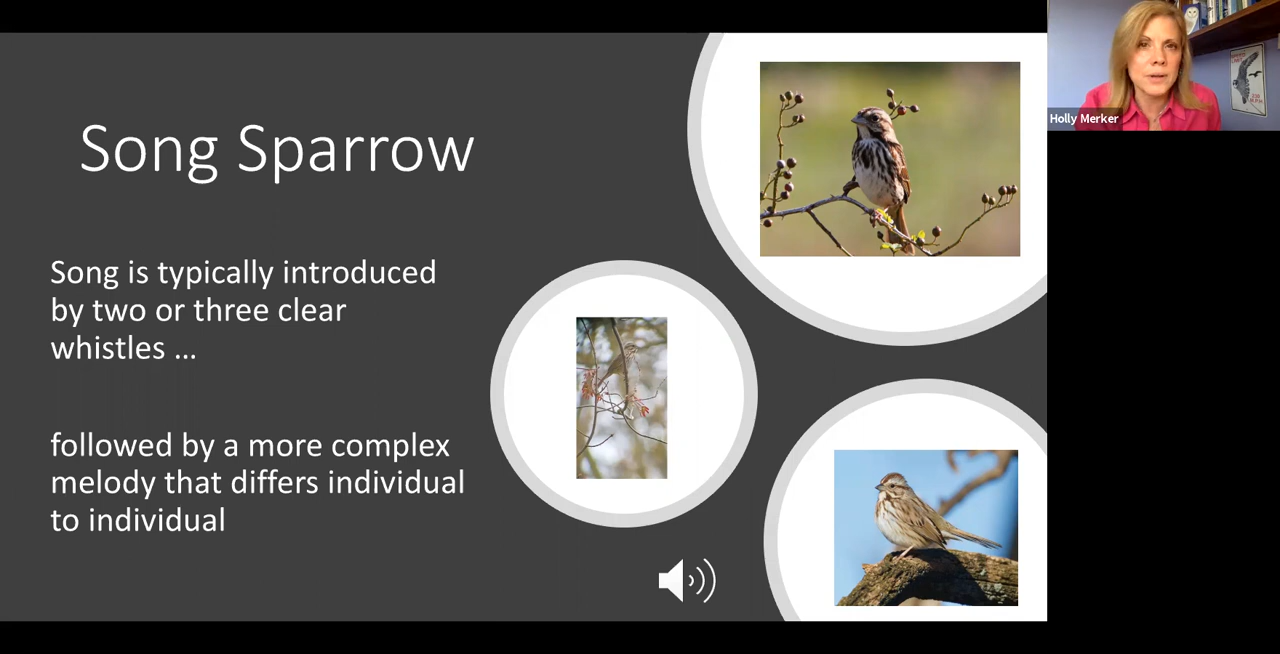 Song Sparrow
Song is typically introduced
by two or three clear
whistles ...
followed by a more complex
melody that differs individual
to individual
Holly Merker